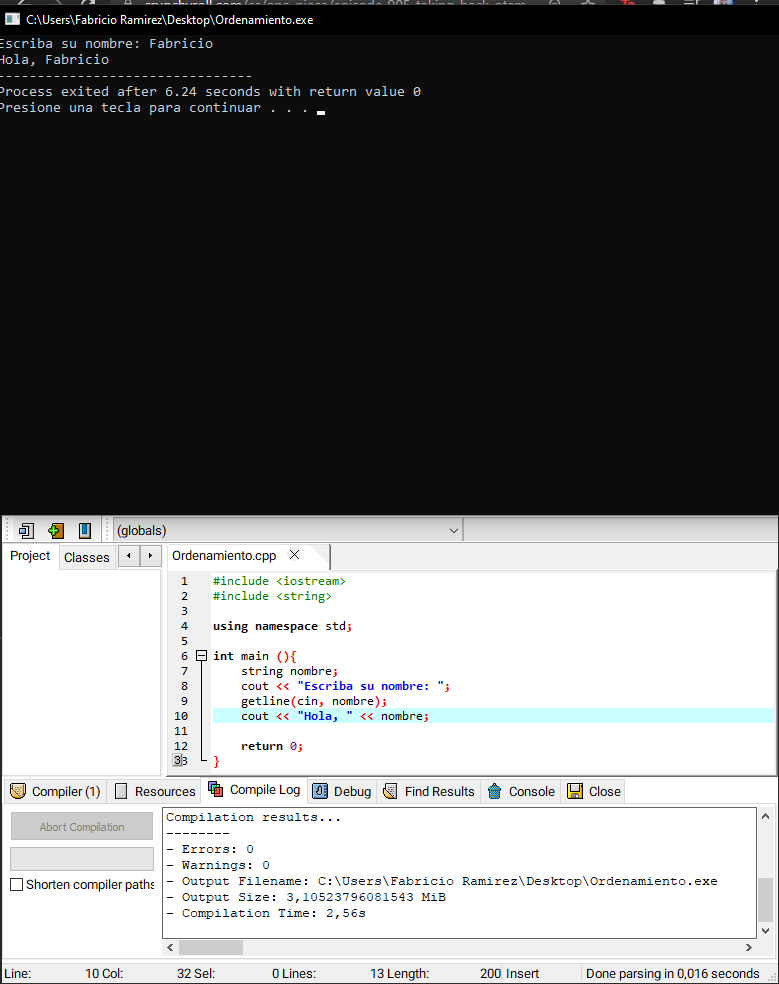 C:\Users\Fabricio Ramirez\Desktop\Ordenamiento.exe
Escriba su nombre: Fabricio
Hola, Fabricio
--------------------------------
Process exited after 6.24 seconds with return value 0
Presione una tecla para continuar . . .
(globals)
Project Classes Ordenamiento.cpp
1 #include <iostream>
2 #include <string>
3
4 using namespace std;
5
6 int main (){
7 string nombre;
8 cout << "Escriba su nombre: ";
9 getline(cin, nombre);
10 cout << "Hola, " << nombre;
11
12 return 0;
}
Compiler (1) Resources Compile Log Debug Find Results Console Close
Abort Compilation
Shorten compiler paths
Compilation results...
--------
- Errors: 0
- Warnings: 0
- Output Filename: C:\Users\Fabricio Ramirez\Desktop\Ordenamiento.exe
- Output Size: 3,10523796081543 MiB
- Compilation Time: 2,56s
Line: 10 Col: 32 Sel: 0 Lines: 13 Length: 200 Insert Done parsing in 0,016 seconds